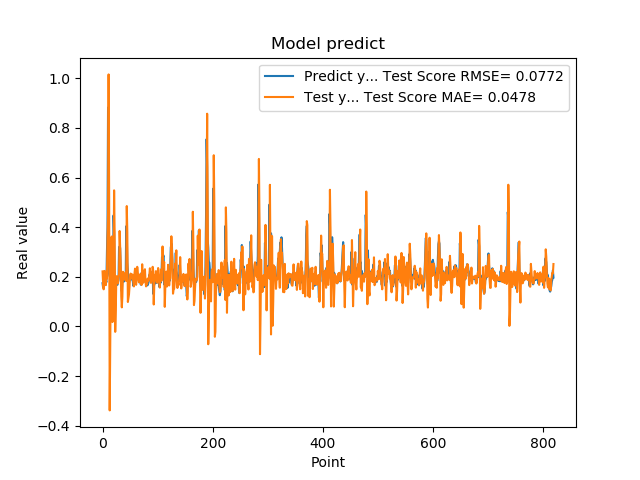 Model predict
Predict y... Test Score RMSE= 0.0772
Test y... Test Score MAE= 0.0478
Real value
1.0
0.8
0.6
0.4
0.2
0.0
−0.2
−0.4
0 200 400 600 800
Point